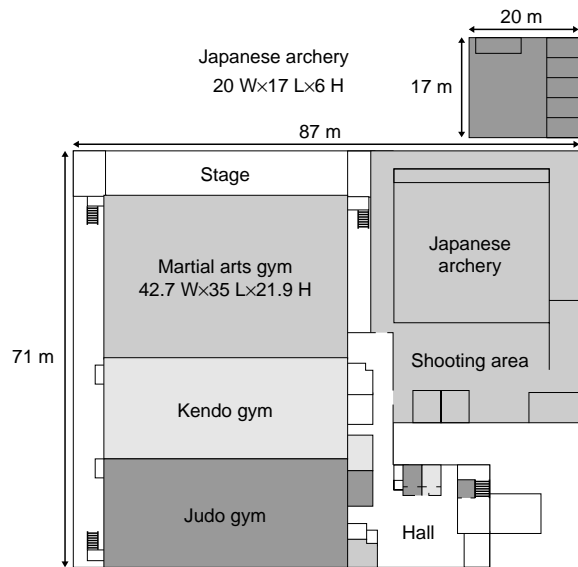 20 m
Japanese archery
20 W×17 L×6 H
17 m
87 m
Stage
Japanese
archery
Martial arts gym
42.7 W×35 L×21.9 H
71 m
Shooting area
Kendo gym
Judo gym
Hall